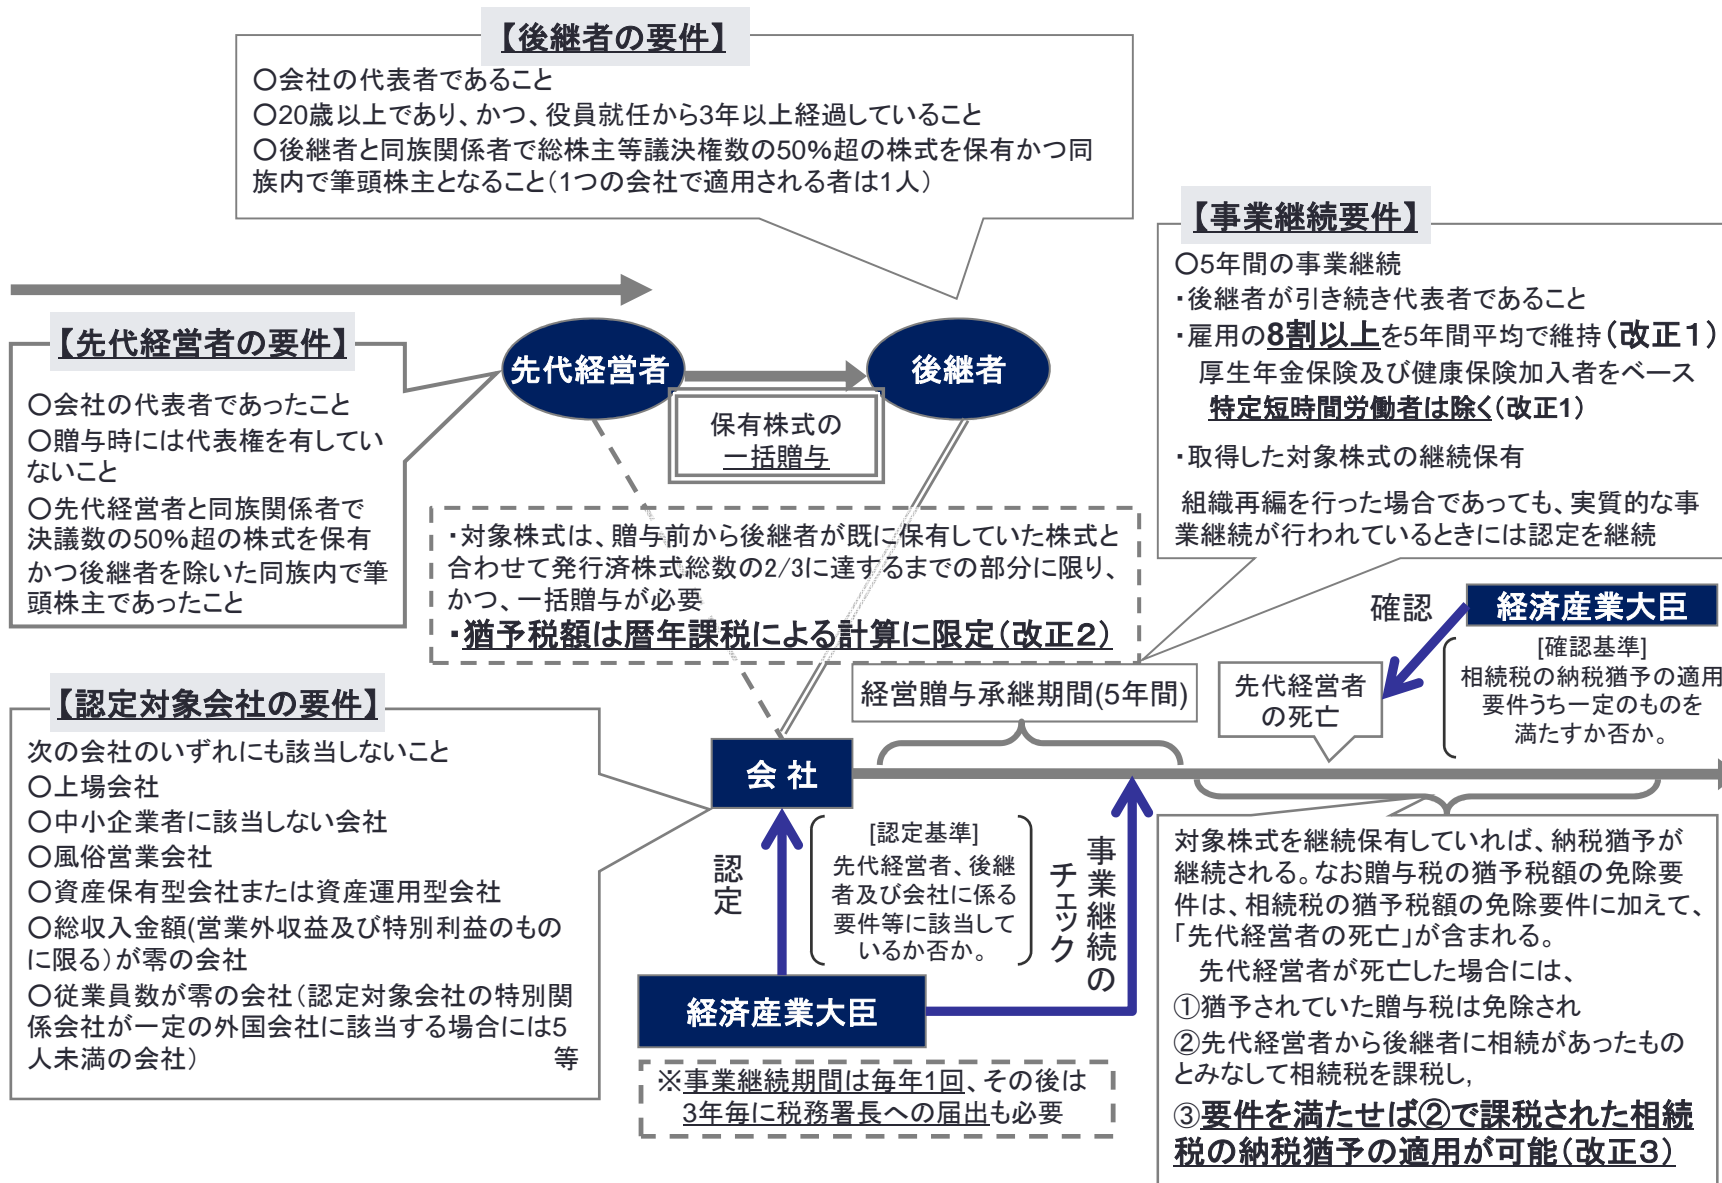 【後継者の要件】
○会社の代表者であること
○20歳以上であり、かつ、役員就任から3年以上経過していること
○後継者と同族関係者で総株主等議決権数の50%超の株式を保有かつ同
族内で筆頭株主となること（1つの会社で適用される者は1人）
【先代経営者の要件】
○会社の代表者であったこと
○贈与時には代表権を有してい
ないこと
○先代経営者と同族関係者で
決議数の50%超の株式を保有
かつ後継者を除いた同族内で筆
頭株主であったこと
先代経営者
後継者
保有株式の
一括贈与
【事業継続要件】
○5年間の事業継続
・後継者が引き続き代表者であること
・雇用の8割以上を5年間平均で維持（改正１）
厚生年金保険及び健康保険加入者をベース
特定短時間労働者は除く（改正1）
・取得した対象株式の継続保有
組織再編を行った場合であっても、実質的な事
業継続が行われているときには認定を継続
・対象株式は、贈与前から後継者が既に保有していた株式と
合わせて発行済株式総数の2/3に達するまでの部分に限り、
かつ、一括贈与が必要
・猶予税額は暦年課税による計算に限定（改正２）
確認
経済産業大臣
[確認基準]
相続税の納税猶予の適用
要件うち一定のものを
満たすか否か。
経営贈与承継期間(5年間)
先代経営者
の死亡
【認定対象会社の要件】
次の会社のいずれにも該当しないこと
○上場会社
○中小企業者に該当しない会社
○風俗営業会社
○資産保有型会社または資産運用型会社
○総収入金額(営業外収益及び特別利益のもの
に限る)が零の会社
○従業員数が零の会社（認定対象会社の特別関
係会社が一定の外国会社に該当する場合には5
人未満の会社） 等
会 社
認定
[認定基準]
先代経営者、後継
者及び会社に係る
要件等に該当して
いるか否か。
事業継続の
チェック
経済産業大臣
※事業継続期間は毎年1回、その後は
3年毎に税務署長への届出も必要
対象株式を継続保有していれば、納税猶予が
継続される。なお贈与税の猶予税額の免除要
件は、相続税の猶予税額の免除要件に加えて、
「先代経営者の死亡」が含まれる。
先代経営者が死亡した場合には、
①猶予されていた贈与税は免除され
②先代経営者から後継者に相続があったもの
とみなして相続税を課税し,
③要件を満たせば②で課税された相続
税の納税猶予の適用が可能（改正３）